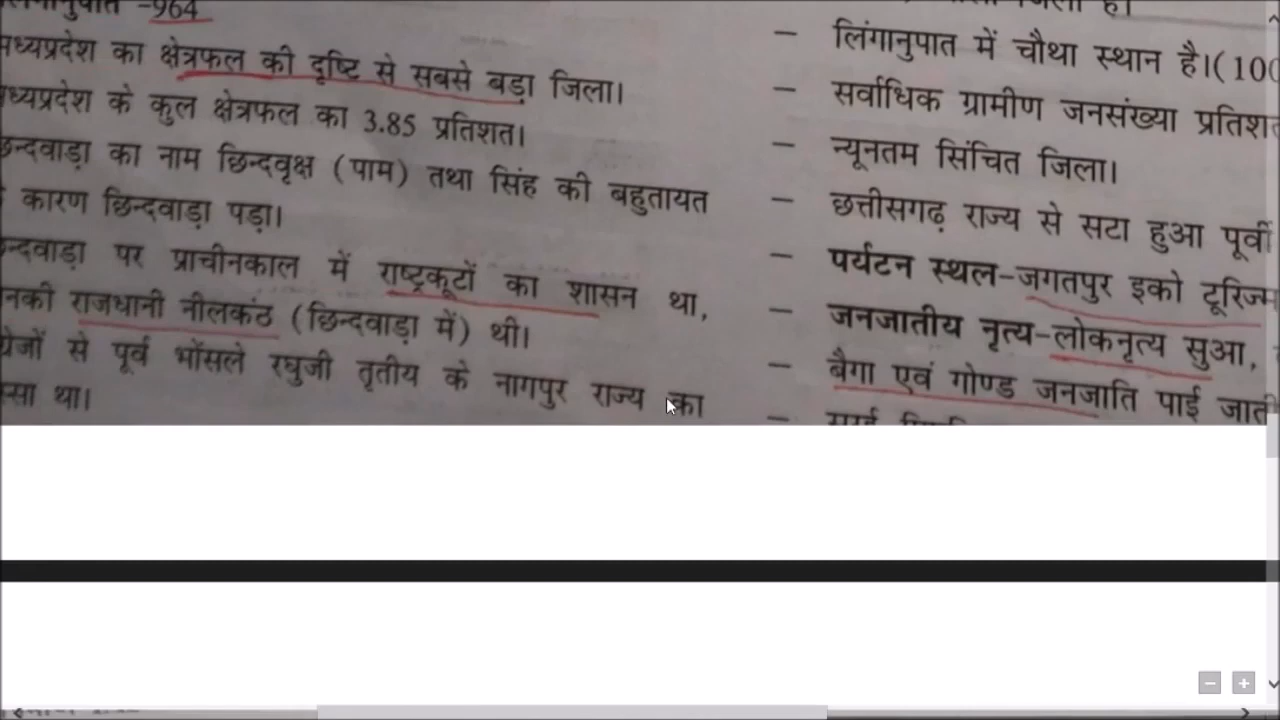 -964
मध्यप्रदेश का क्षेत्रफल की दृष्टि से सबसे बड़ा जिला।
मध्यप्रदेश के कुल क्षेत्रफल का 3.85 प्रतिशत।
छिन्दवाड़ा का नाम छिन्दवृक्ष (पाम) तथा सिंह की बहुतायत
कारण छिन्दवाड़ा पड़ा।
न्दवाड़ा पर प्राचीनकाल में राष्ट्रकूटों का शासन था,
नकी राजधानी नीलकंठ (छिन्दवाड़ा में) थी।
ग्रेजों से पूर्व भोंसले रघुजी तृतीय के नागपुर राज्य का
स्सा था।
– लिंगानुपात में चौथा स्थान है।(100
– सर्वाधिक ग्रामीण जनसंख्या प्रतिशत
– न्यूनतम सिंचित जिला।
– छत्तीसगढ़ राज्य से सटा हुआ पूर्वी
– पर्यटन स्थल–जगतपुर इको टूरिज्म
– जनजातीय नृत्य–लोकनृत्य सुआ,
– बैगा एवं गोण्ड जनजाति पाई जाती